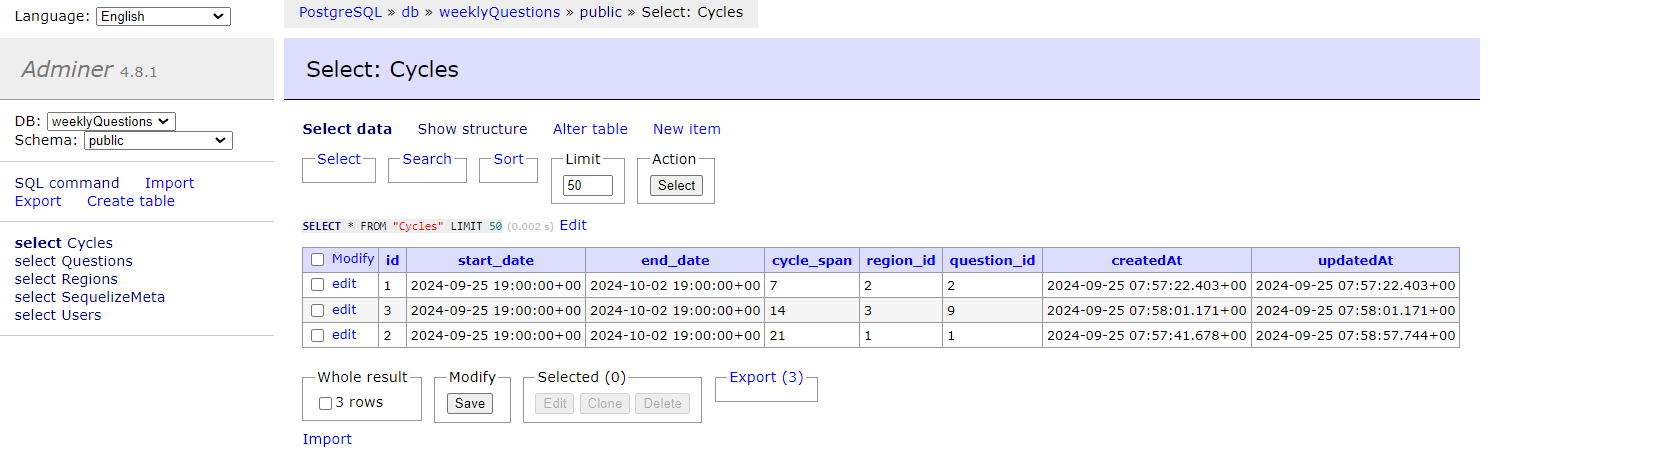 Language: English
PostgreSQL » db » weeklyQuestions » public » Select: Cycles
Adminer 4.8.1
Select: Cycles
DB: weeklyQuestions
Schema: public
SQL command Import
Export Create table
select Cycles
select Questions
select Regions
select SequelizeMeta
select Users
Select data Show structure Alter table New item
Select Search Sort Limit Action
50 Select
SELECT * FROM "Cycles" LIMIT 50 (0.002 s) Edit
Modify id start_date end_date cycle_span region_id question_id createdAt updatedAt
edit 1 2024-09-25 19:00:00+00 2024-10-02 19:00:00+00 7 2 2 2024-09-25 07:57:22.403+00 2024-09-25 07:57:22.403+00
edit 3 2024-09-25 19:00:00+00 2024-10-02 19:00:00+00 14 3 9 2024-09-25 07:58:01.171+00 2024-09-25 07:58:01.171+00
edit 2 2024-09-25 19:00:00+00 2024-10-02 19:00:00+00 21 1 1 2024-09-25 07:57:41.678+00 2024-09-25 07:58:57.744+00
Whole result Modify Selected (0) Export (3)
3 rows Save Edit Clone Delete
Import